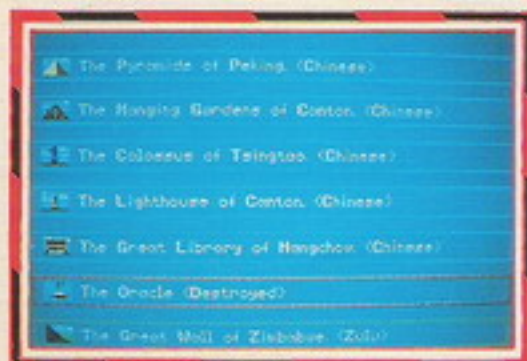 The Pyramids of Peking. (Chinese)
The Hanging Gardens of Canton. (Chinese)
The Colossus of Tsingtao. (Chinese)
The Lighthouse of Canton. (Chinese)
The Great Library of Hangchow. (Chinese)
The Oracle (Destroyed)
The Great Wall of Zimbabwe. (Zulu)